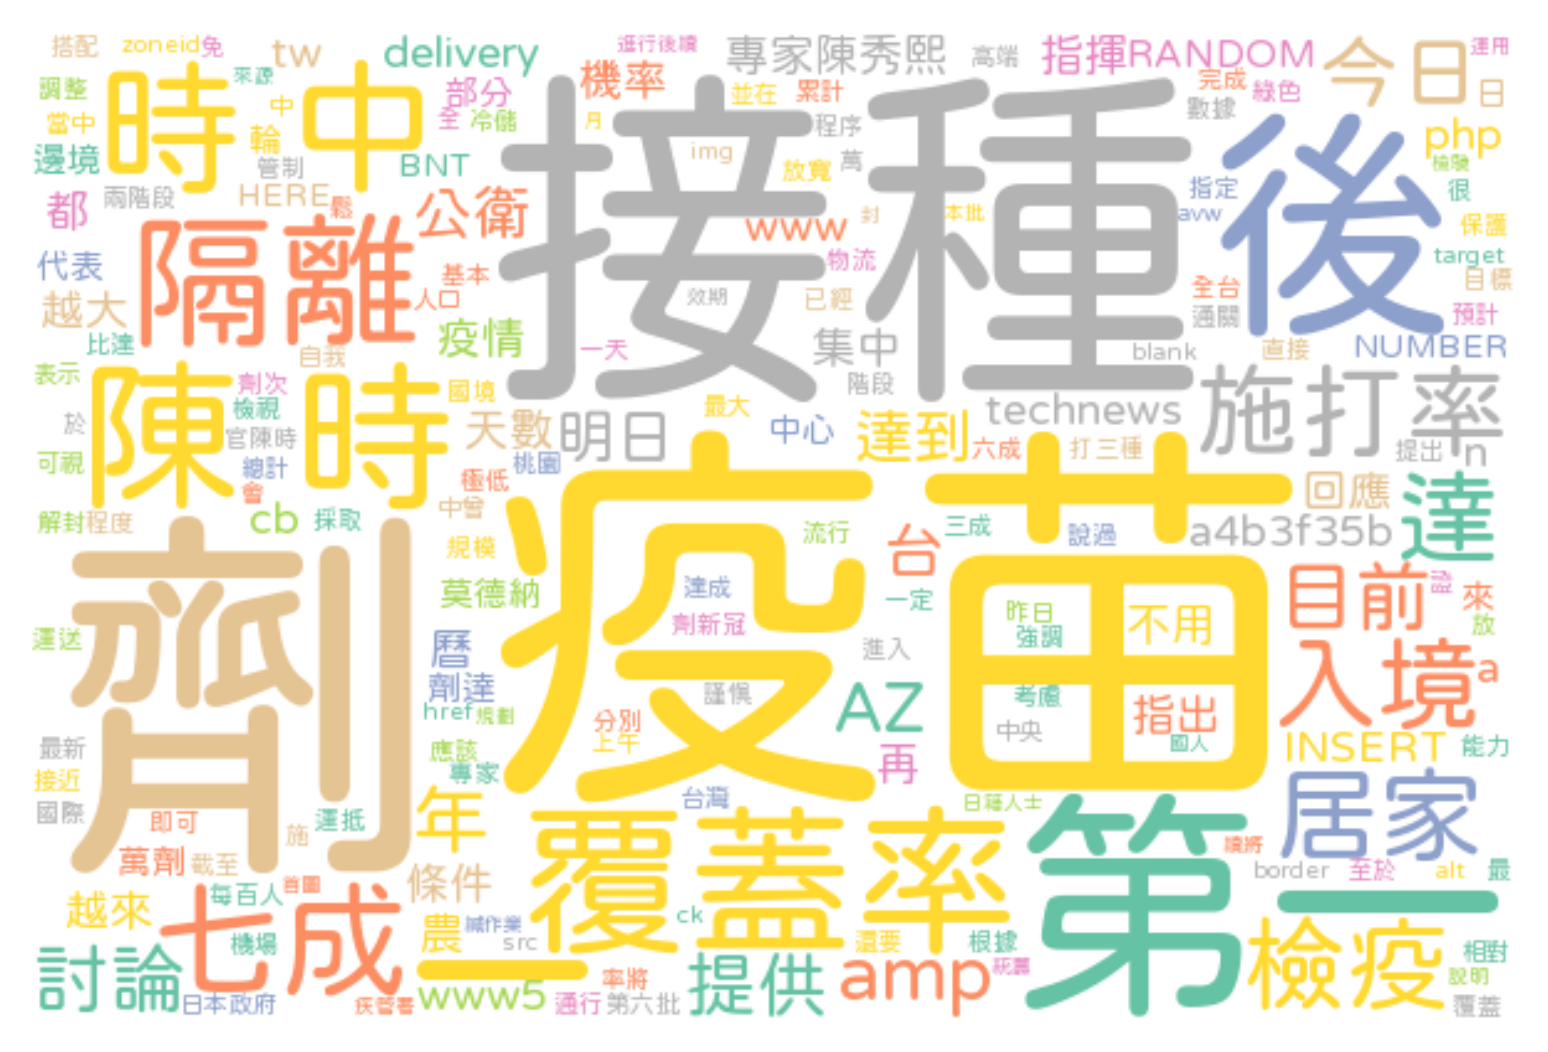 搭配
zoneid
免
tw
delivery
進行後續
專家陳秀熙
高端
指揮
RANDOM
今日
運用
調整
時中
來源
中
部分
機率
並在
累計
完成
綠色
日
當中
輪
全
冷儲
月
程序
數據
php
邊境
管制
BNT
接種
img
放寬
萬
後
檢驗
都
兩階段
HERE
鬆
公衛
www
封
本批
指定
avw
很
保護
代表
隔離
基本
人口
物流
target
越大
疫情
效期
已經
全台
目標
比達
自我
一天
集中
通關
預計
blank
直接
NUMBER
表示
陳時
劑次
國境
階段
施打率
於
檢視
官陳時
天數
明日
最大
中心
達到
technews
可視
總計
會
桃園
極低
六成
打三種
提出
n
解封
程度
cb
採取
中曾
疫苗
回應
達
劑
規模
流行
台
三成
說過
a4b3f35b
莫德納
達成
一定
昨日
不用
目前
來
放
運送
曆
劑新冠
強調
進入
入境
a
劑達
謹慎
AZ
考慮
href
規劃
分別
上午
中央
指出
國人
INSERT
能力
最新
應該
專家
再
接近
國際
即可
運抵
年
台灣
日籍人士
居家
施
萬劑
截至
條件
覆蓋率
第一
續將
border
至於
alt
最
越來
每百人
首圖
七成
農
減作業
ck
src
還要
根據
檢疫
相對
討論
機場
一
率將
提供
amp
說明
日本政府
疾管署
www5
通行
第六批
覆蓋